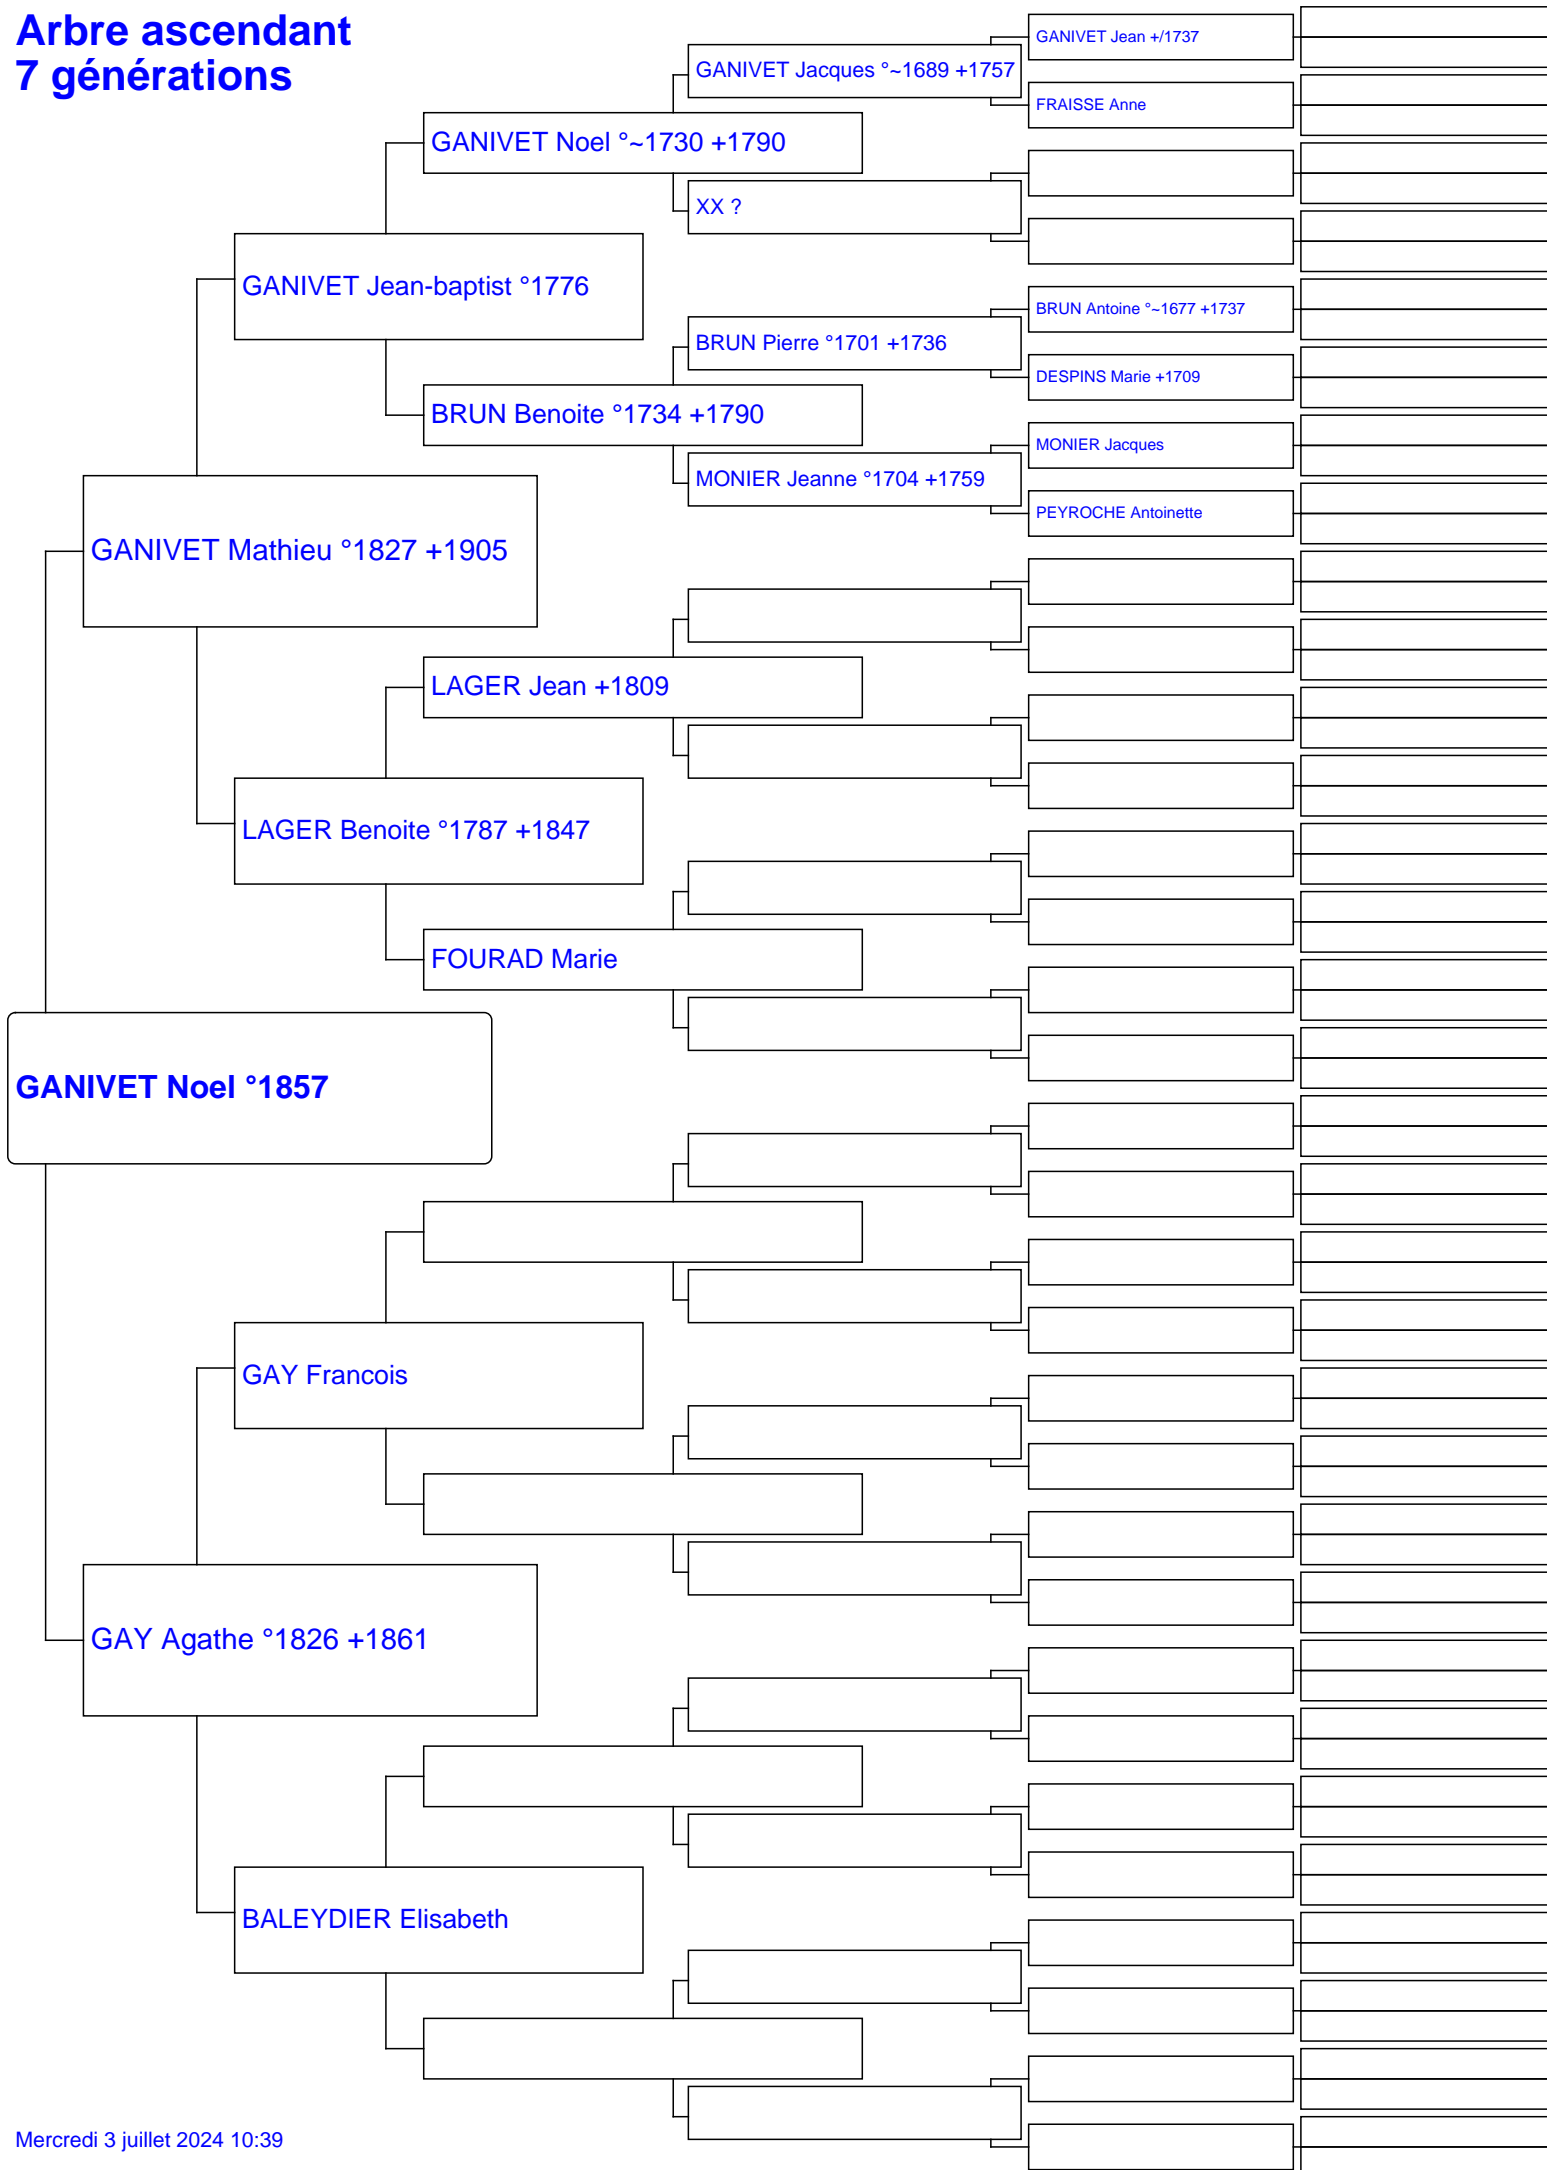 Arbre ascendant
7 générations
GANIVET Jean +/1737
GANIVET Jacques °~1689 +1757
FRAISSE Anne
GANIVET Noel °~1730 +1790
XX ?
GANIVET Jean-baptist °1776
BRUN Antoine °~1677 +1737
BRUN Pierre °1701 +1736
DESPINS Marie +1709
BRUN Benoite °1734 +1790
MONIER Jacques
MONIER Jeanne °1704 +1759
PEYROCHE Antoinette
GANIVET Mathieu °1827 +1905
LAGER Jean +1809
LAGER Benoite °1787 +1847
FOURAD Marie
GANIVET Noel °1857
GAY Francois
GAY Agathe °1826 +1861
BALEYDIER Elisabeth
Mercredi 3 juillet 2024 10:39